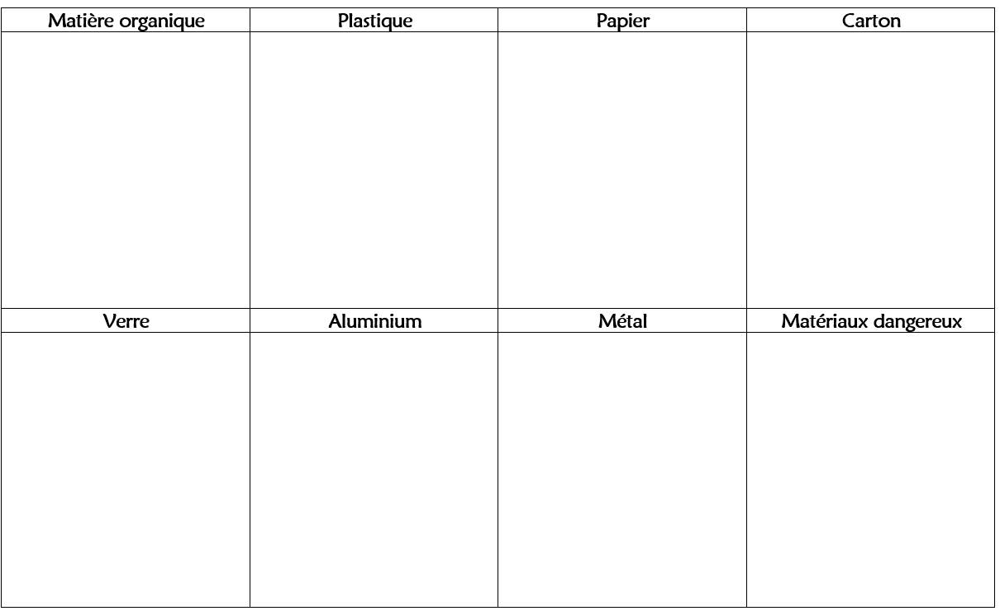 Matière organique
Plastique
Papier
Carton
Verre
Aluminium
Métal
Matériaux dangereux